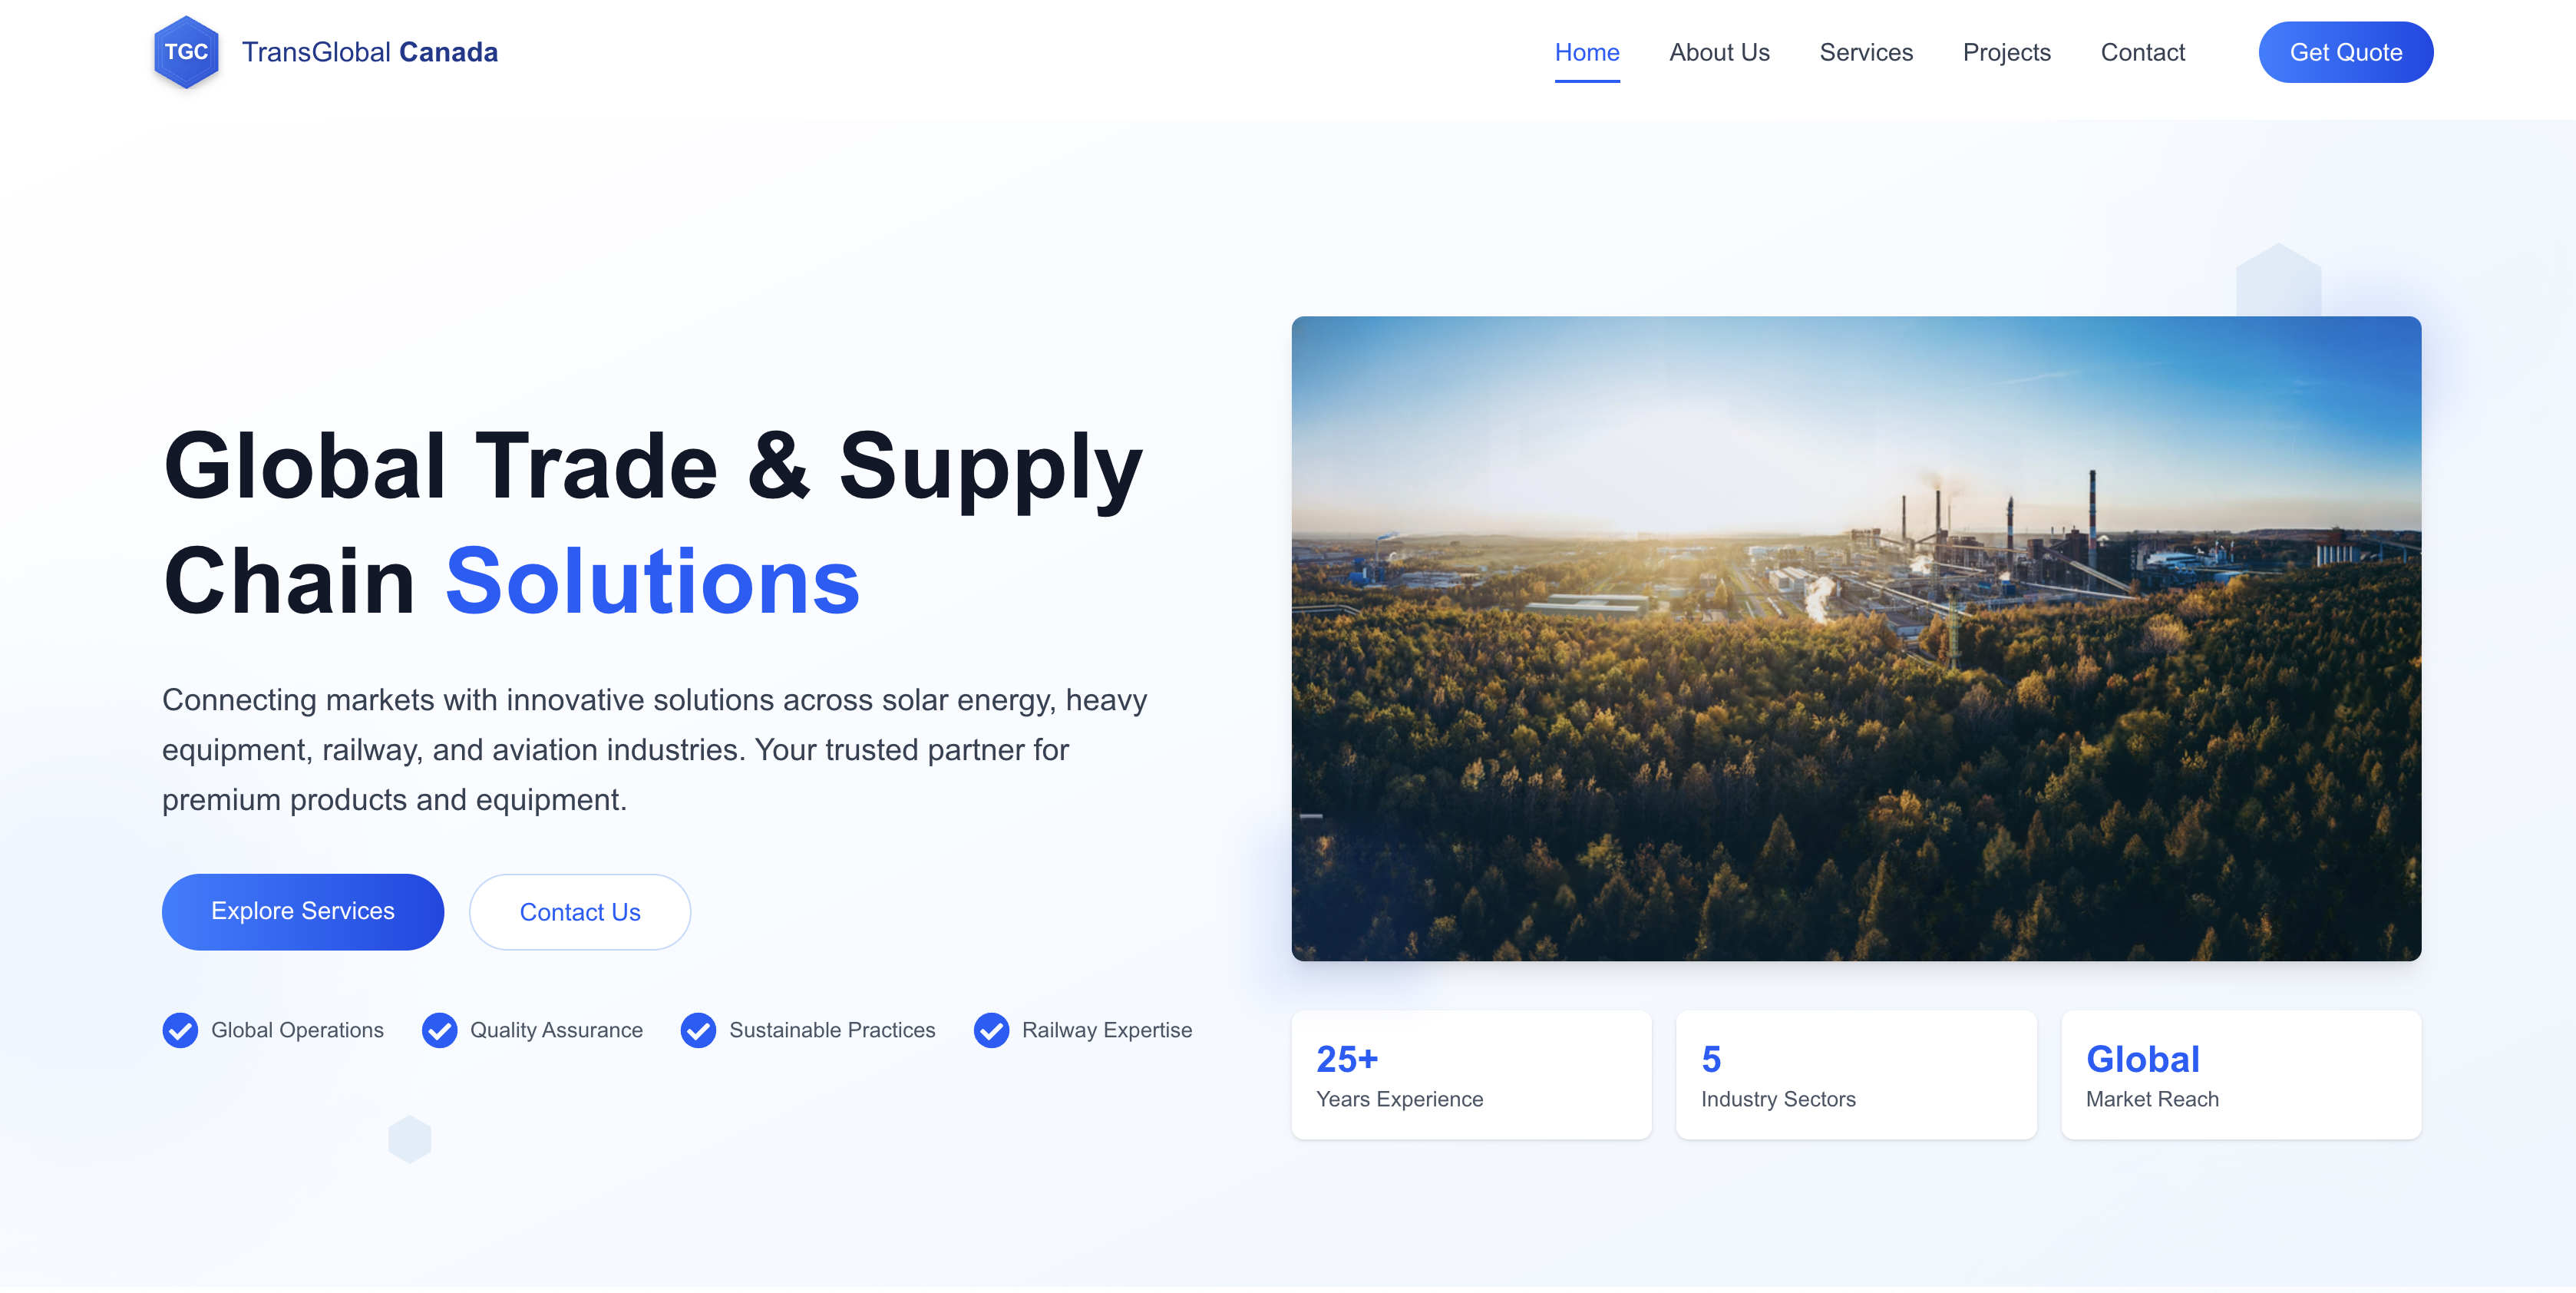 TGC
TransGlobal Canada
Home
About Us
Services
Projects
Contact
Get Quote
Global Trade & Supply
Chain Solutions
Connecting markets with innovative solutions across solar energy, heavy
equipment, railway, and aviation industries. Your trusted partner for
premium products and equipment.
Explore Services
Contact Us
Global Operations
Quality Assurance
Sustainable Practices
Railway Expertise
25+
Years Experience
5
Industry Sectors
Global
Market Reach